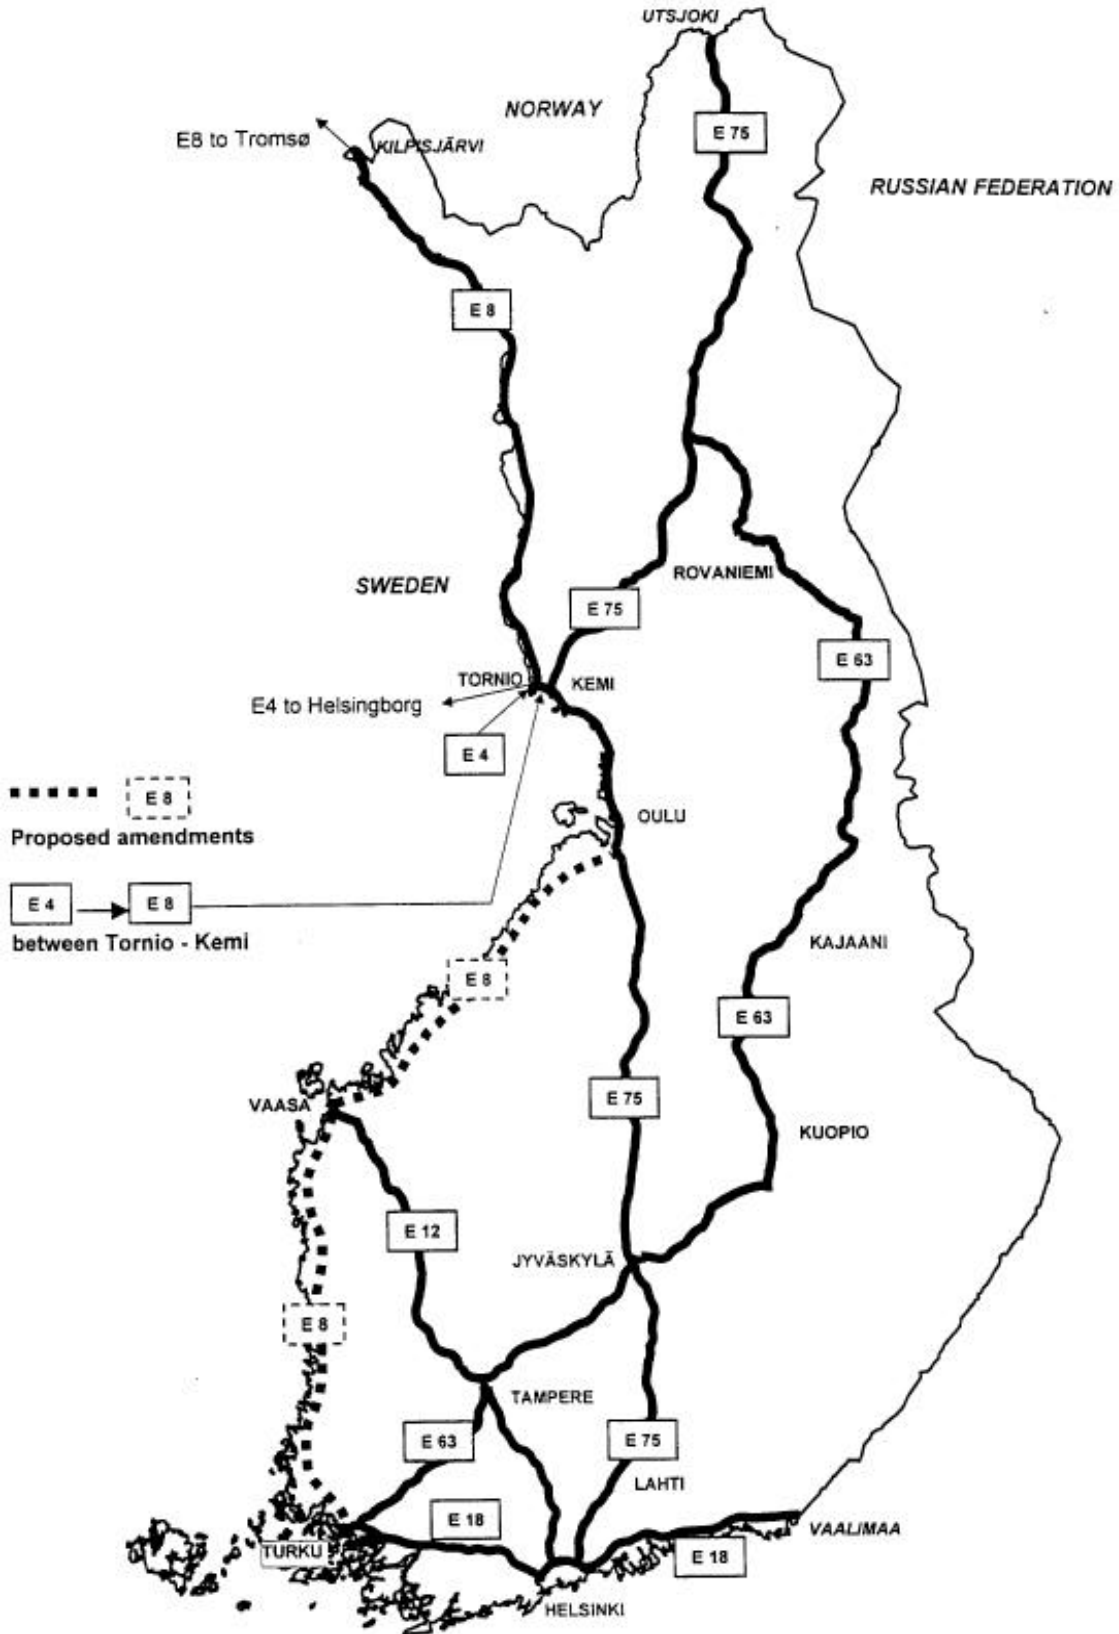 UTSJOKI
NORWAY
E 75
E8 to Tromsø
KILPISJÄRVI
RUSSIAN FEDERATION
E 8
SWEDEN
ROVANIEMI
E 75
E 63
TORNIO
KEMI
E4 to Helsingborg
E 4
E 8
Proposed amendments
OULU
E 4
E 8
between Tornio - Kemi
KAJAANI
E 8
E 63
E 75
VAASA
KUOPIO
E 12
JYVÄSKYLÄ
E 8
TAMPERE
E 63
E 75
LAHTI
E 18
VAALIMAA
TURKU
E 18
HELSINKI